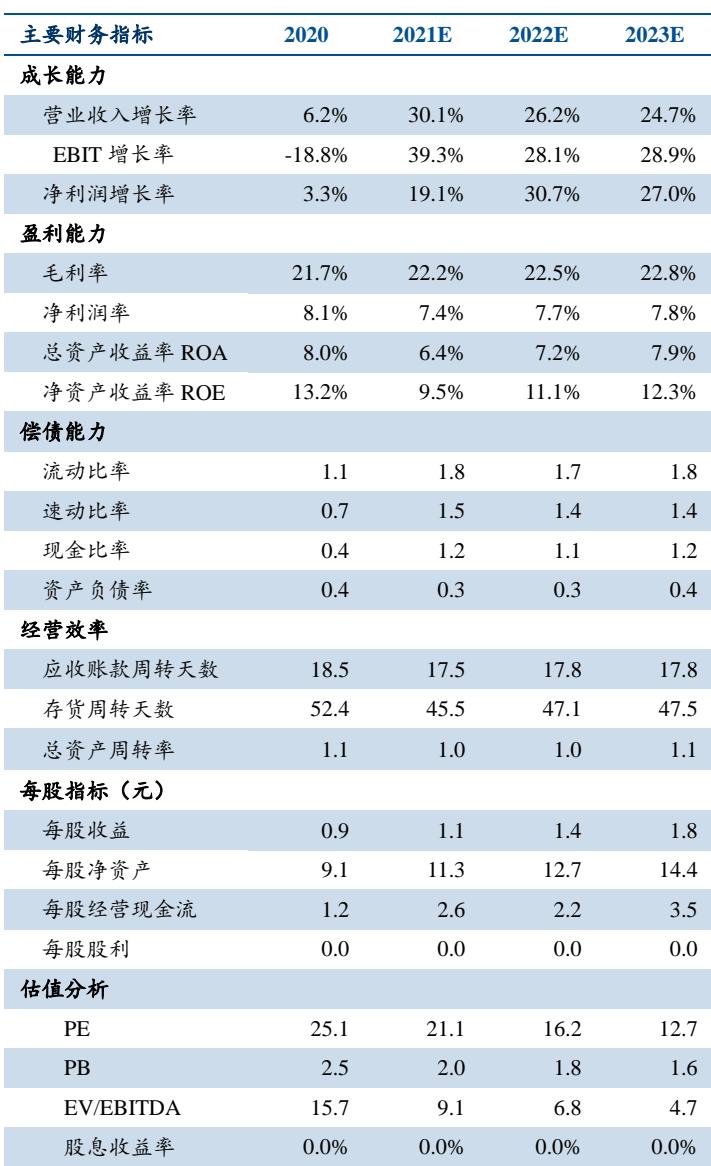 主要财务指标 2020 2021E 2022E 2023E
成长能力
营业收入增长率 6.2% 30.1% 26.2% 24.7%
EBIT 增长率 -18.8% 39.3% 28.1% 28.9%
净利润增长率 3.3% 19.1% 30.7% 27.0%
盈利能力
毛利率 21.7% 22.2% 22.5% 22.8%
净利润率 8.1% 7.4% 7.7% 7.8%
总资产收益率 ROA 8.0% 6.4% 7.2% 7.9%
净资产收益率 ROE 13.2% 9.5% 11.1% 12.3%
偿债能力
流动比率 1.1 1.8 1.7 1.8
速动比率 0.7 1.5 1.4 1.4
现金比率 0.4 1.2 1.1 1.2
资产负债率 0.4 0.3 0.3 0.4
经营效率
应收账款周转天数 18.5 17.5 17.8 17.8
存货周转天数 52.4 45.5 47.1 47.5
总资产周转率 1.1 1.0 1.0 1.1
每股指标（元）
每股收益 0.9 1.1 1.4 1.8
每股净资产 9.1 11.3 12.7 14.4
每股经营现金流 1.2 2.6 2.2 3.5
每股股利 0.0 0.0 0.0 0.0
估值分析
PE 25.1 21.1 16.2 12.7
PB 2.5 2.0 1.8 1.6
EV/EBITDA 15.7 9.1 6.8 4.7
股息收益率 0.0% 0.0% 0.0% 0.0%